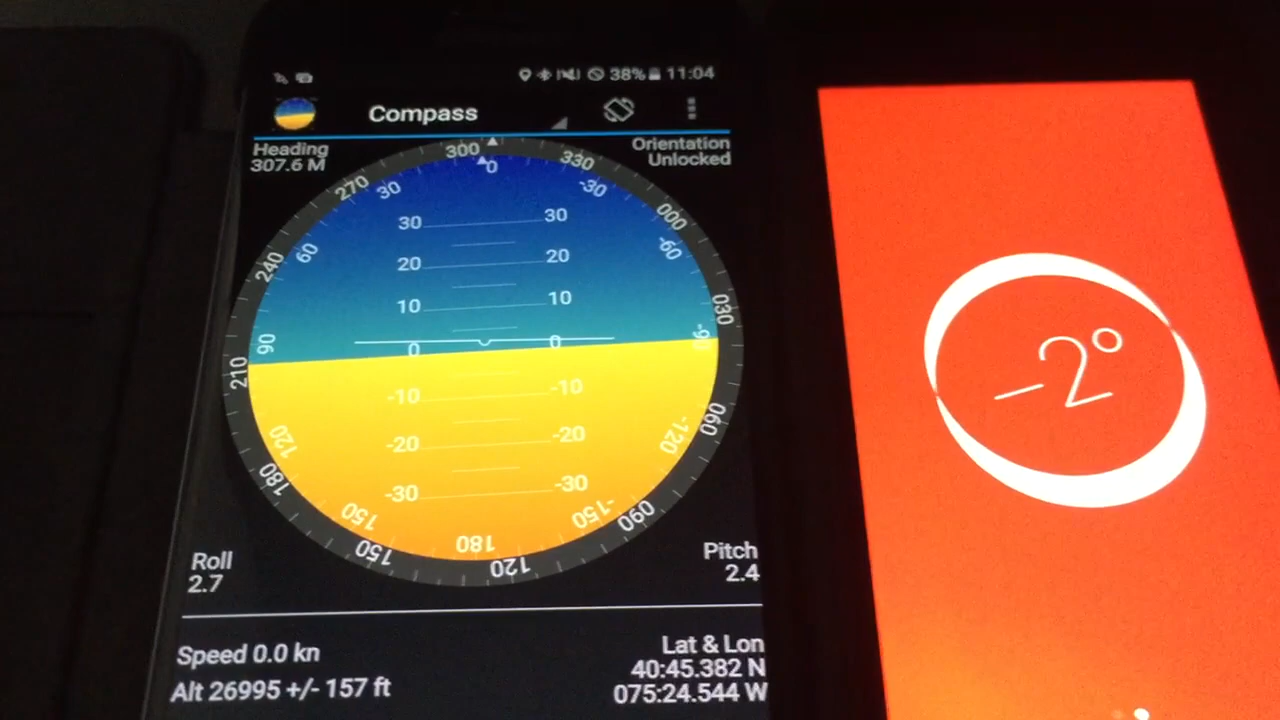 38% 11:04
Compass
Heading
307.6 M
Orientation
Unlocked
300 330 000 030 060 090 120 150 180 210 240 270
0 -30 -60 -90 -120 -150 180 150 120 90 60 30
30 30
20 20
10 10
0 0
-10 -10
-20 -20
-30 -30
Roll
2.7
Pitch
2.4
Speed 0.0 kn
Alt 26995 +/- 157 ft
Lat & Lon
40:45.382 N
075:24.544 W
-2°